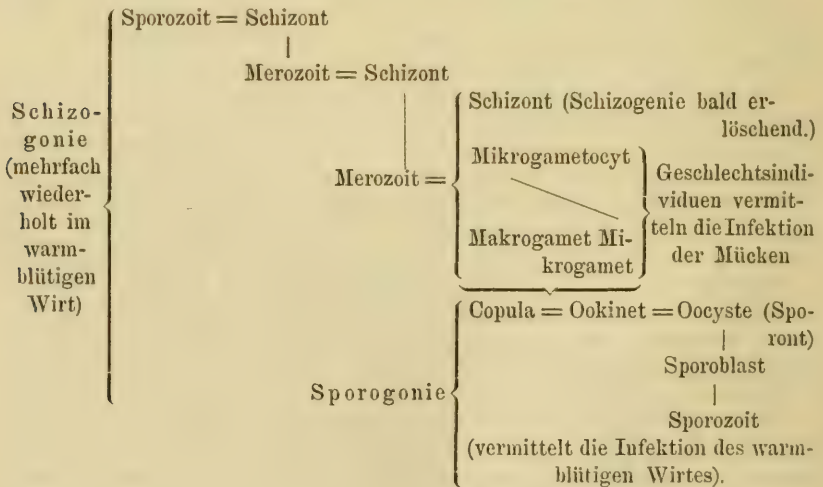 Sporozoit = Schizont
Merozoit = Schizont
Schizo-
gonie
(mehrfach
wieder-
holt im
warm-
blütigen
Wirt)
Merozoit =
Schizont (Schizogenie bald er-
löschend.)
Mikrogametocyt
Makrogamet Mi-
krogamet
Geschlechtsindi-
viduen vermit-
teln die Infektion
der Mücken
Sporogonie
Copula = Ookinet = Oocyste (Spo-
ront)
Sporoblast
Sporozoit
(vermittelt die Infektion des warm-
blütigen Wirtes).